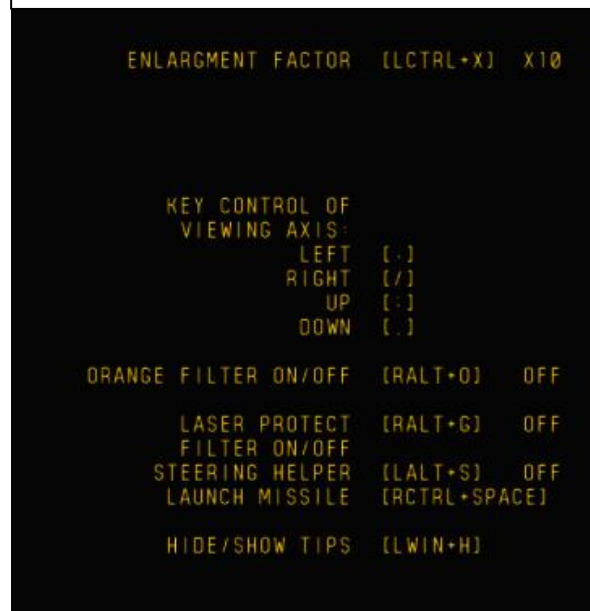 ENLARGMENT FACTOR [LCTRL+X] X10
KEY CONTROL OF
VIEWING AXIS:
LEFT [·]
RIGHT [/]
UP [:]
DOWN [.]
ORANGE FILTER ON/OFF [RALT+O] OFF
LASER PROTECT [RALT+G] OFF
FILTER ON/OFF
STEERING HELPER [LALT+S] OFF
LAUNCH MISSILE [RCTRL+SPACE]
HIDE/SHOW TIPS [LWIN+H]